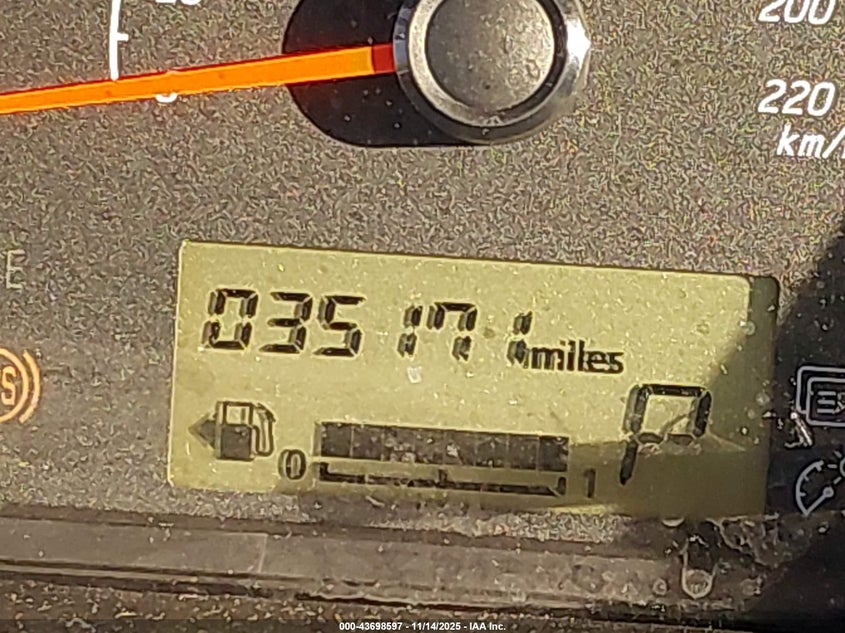 200
220
km/
E
035171 miles
P
0 1
000-43698597 - 11/14/2025 - IAA Inc.